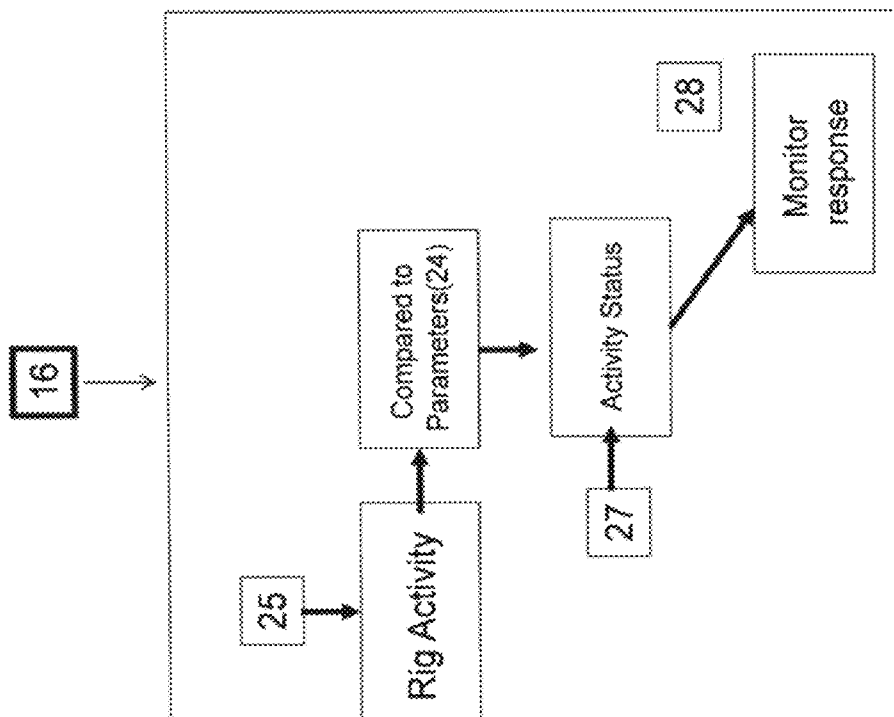 16
25
Rig Activity
Compared to
Parameters(24)
27
Activity Status
28
Monitor
response